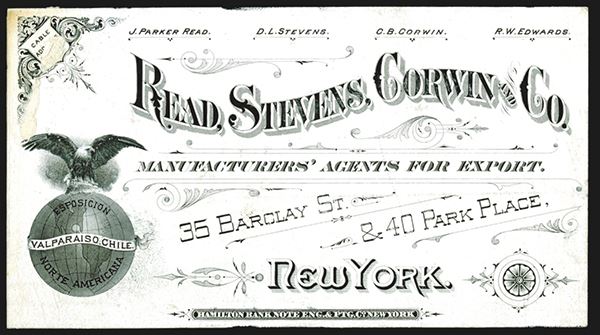 CABLE
J. PARKER READ. D. L. STEVENS. C. B. CORWIN. R. W. EDWARDS.
READ, STEVENS, CORWIN AND CO.
MANUFACTURERS' AGENTS FOR EXPORT.
35 BARCLAY ST. & 40 PARK PLACE,
NEW YORK.
ESPOSICION
VALPARAISO, CHILE.
NORTE AMERICANA
HAMILTON BANK NOTE ENG. & PTG. CO. NEW YORK